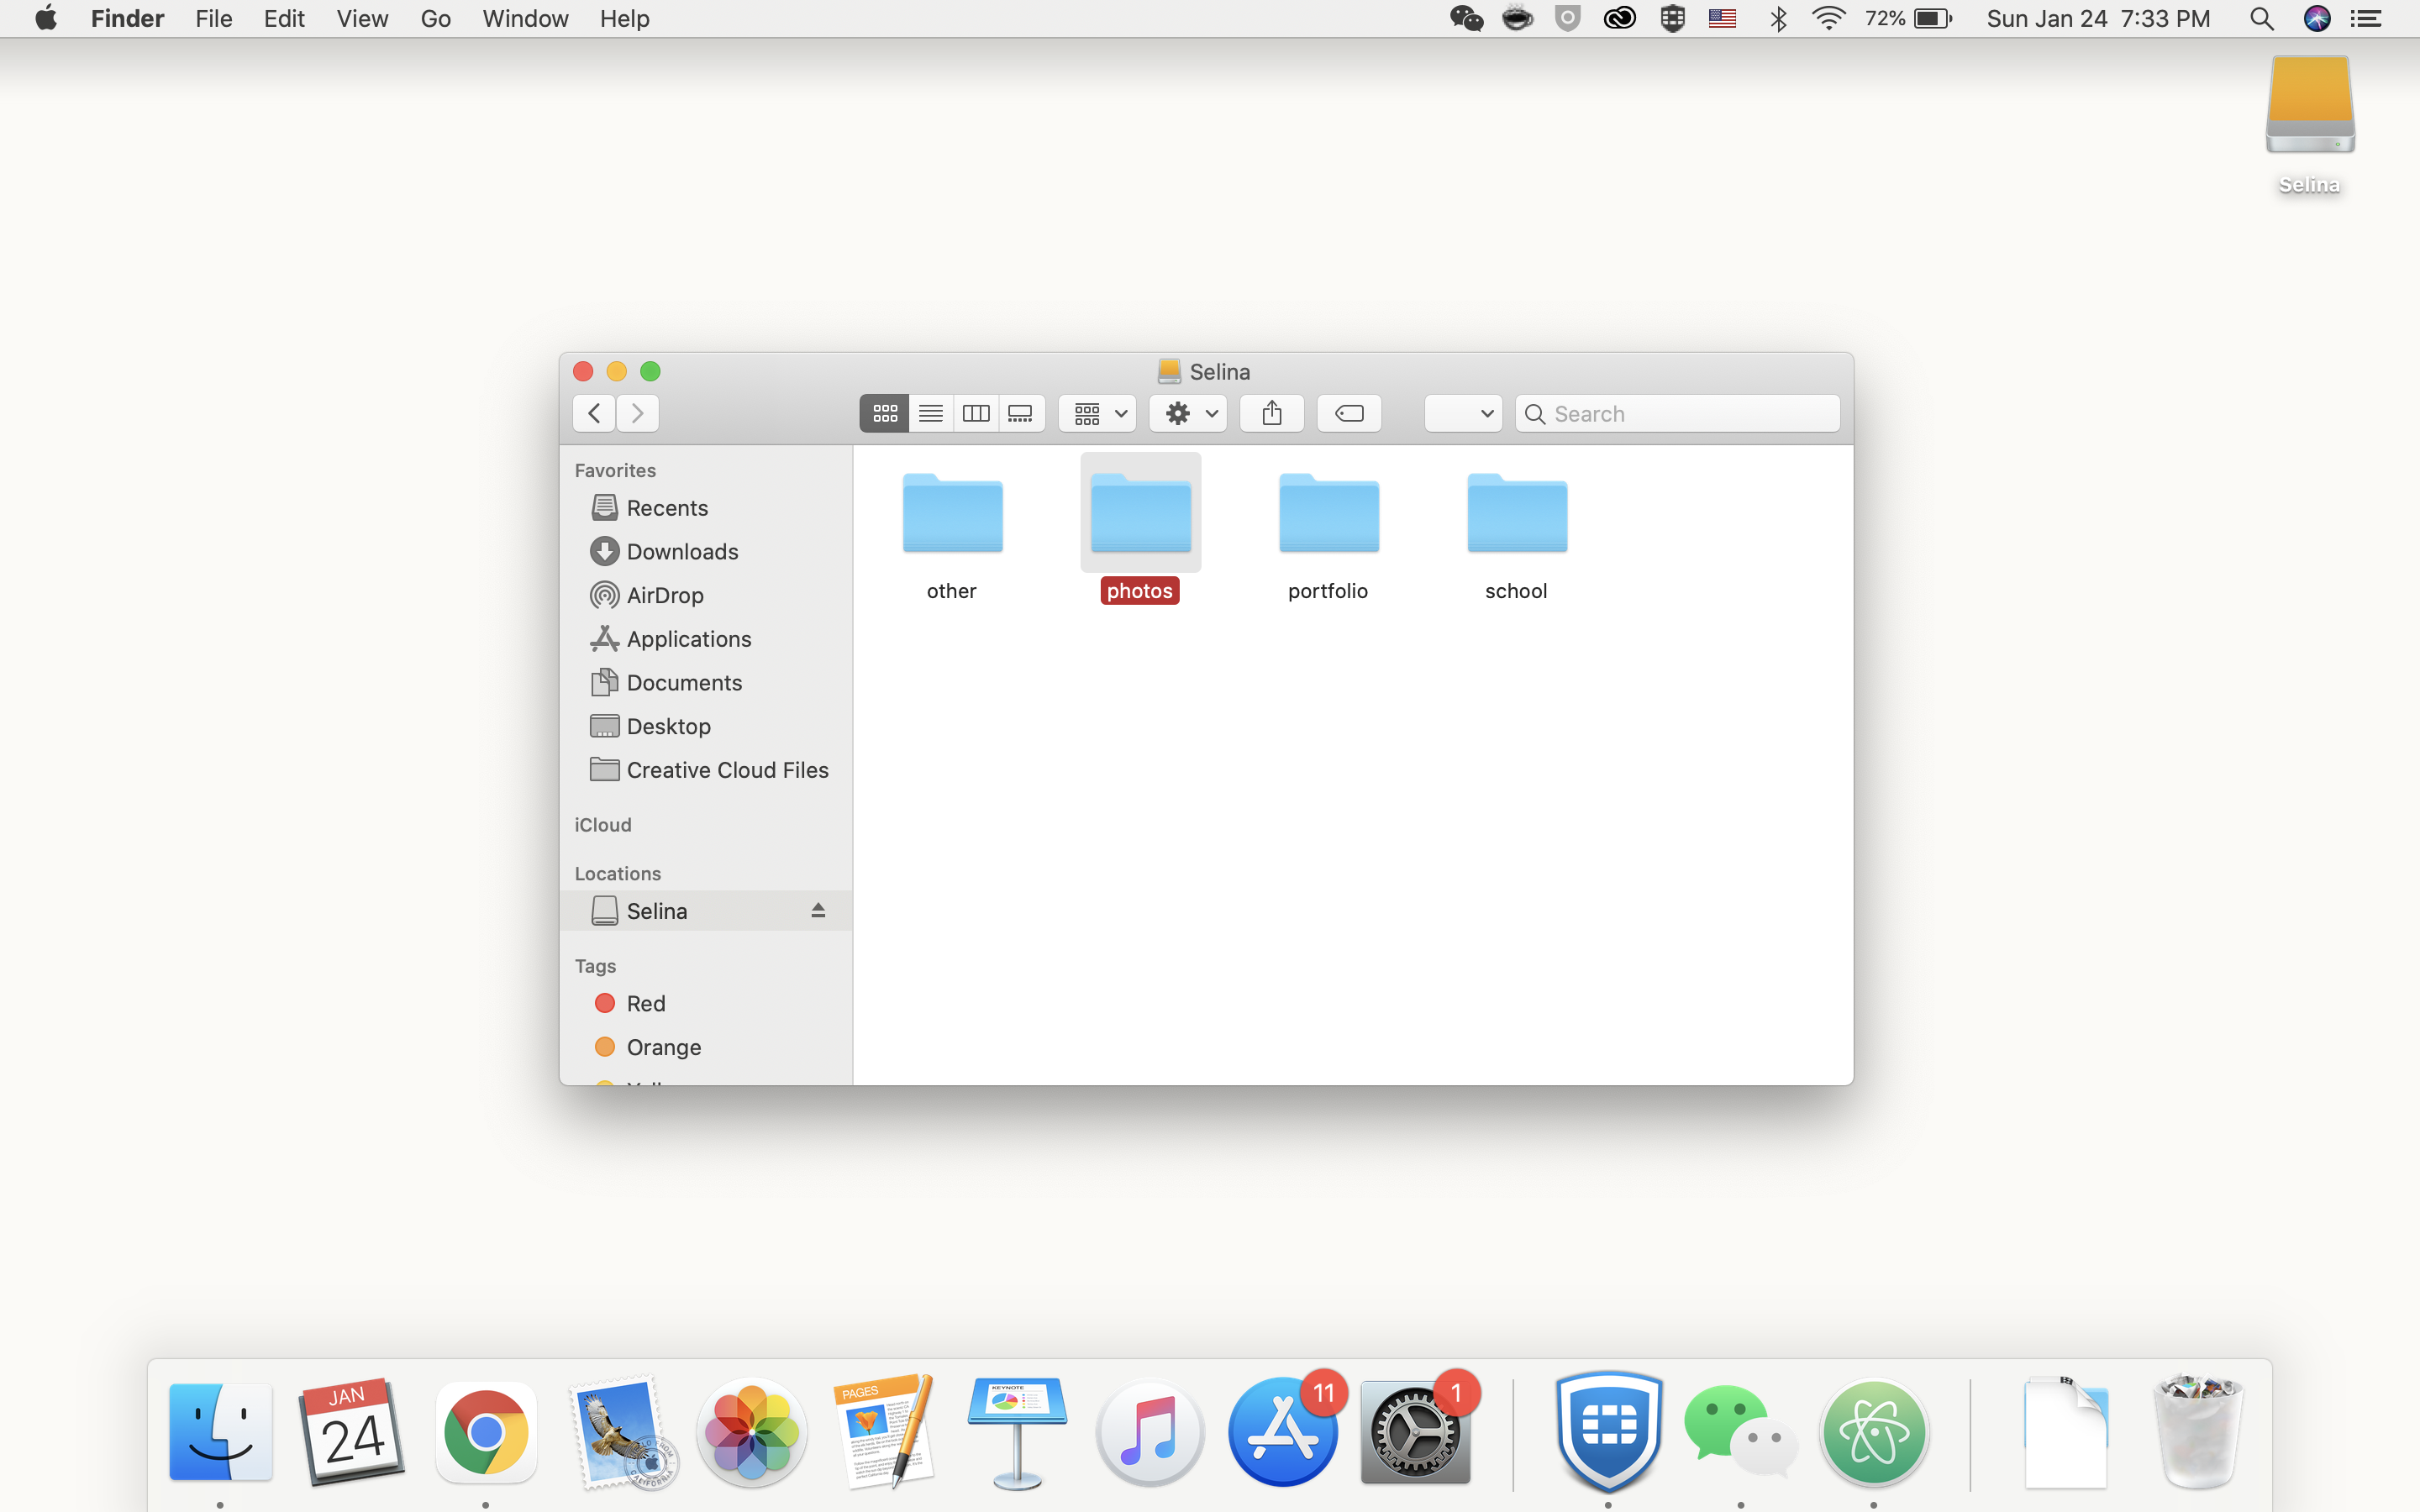 Finder File Edit View Go Window Help 72% Sun Jan 24 7:33 PM
Selina
Selina
Search
Favorites
Recents
Downloads
AirDrop
Applications
Documents
Desktop
Creative Cloud Files
iCloud
Locations
Selina
Tags
Red
Orange
other photos portfolio school
JAN
24
PAGES
KEYNOTE
11
1